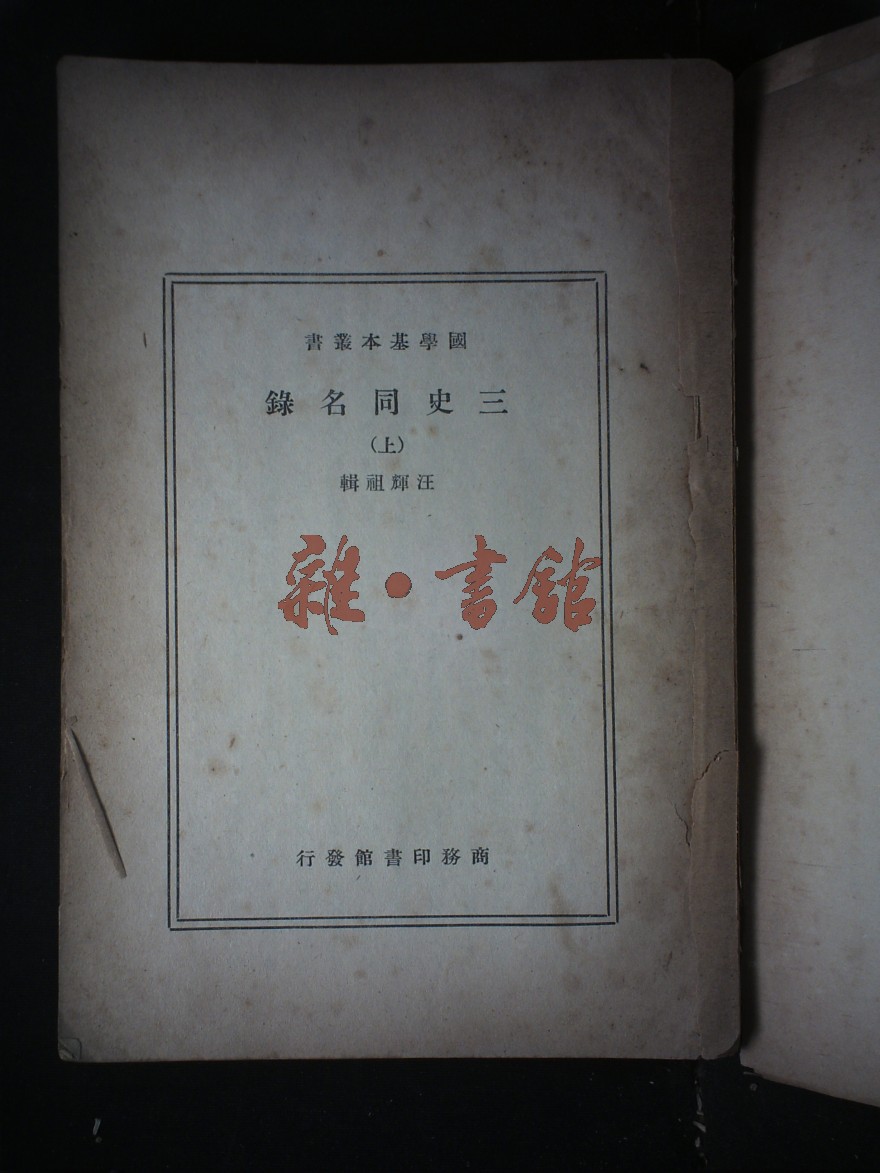 國學基本叢書
三史同名錄
(上)
汪輝祖輯
雜·書館
商務印書館發行